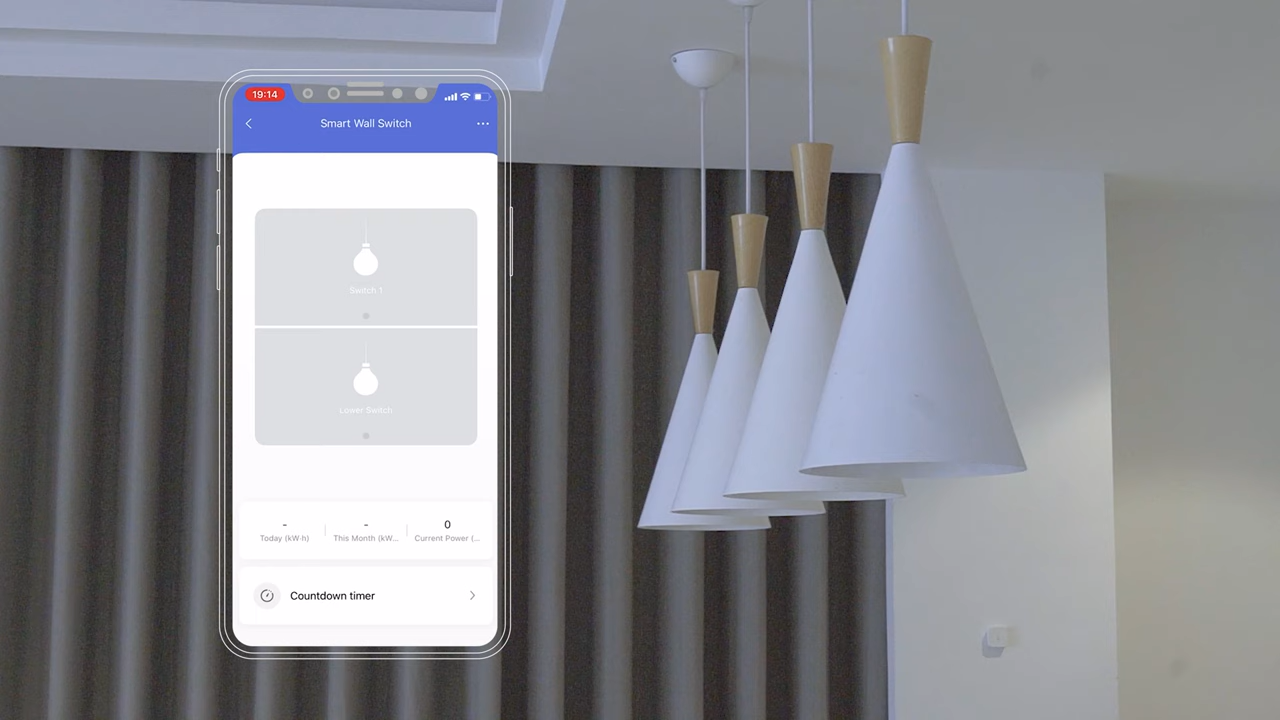 19:14
Smart Wall Switch
Switch 1
Lower Switch
- - 0
Today (kW·h) This Month (kW... Current Power (...
Countdown timer